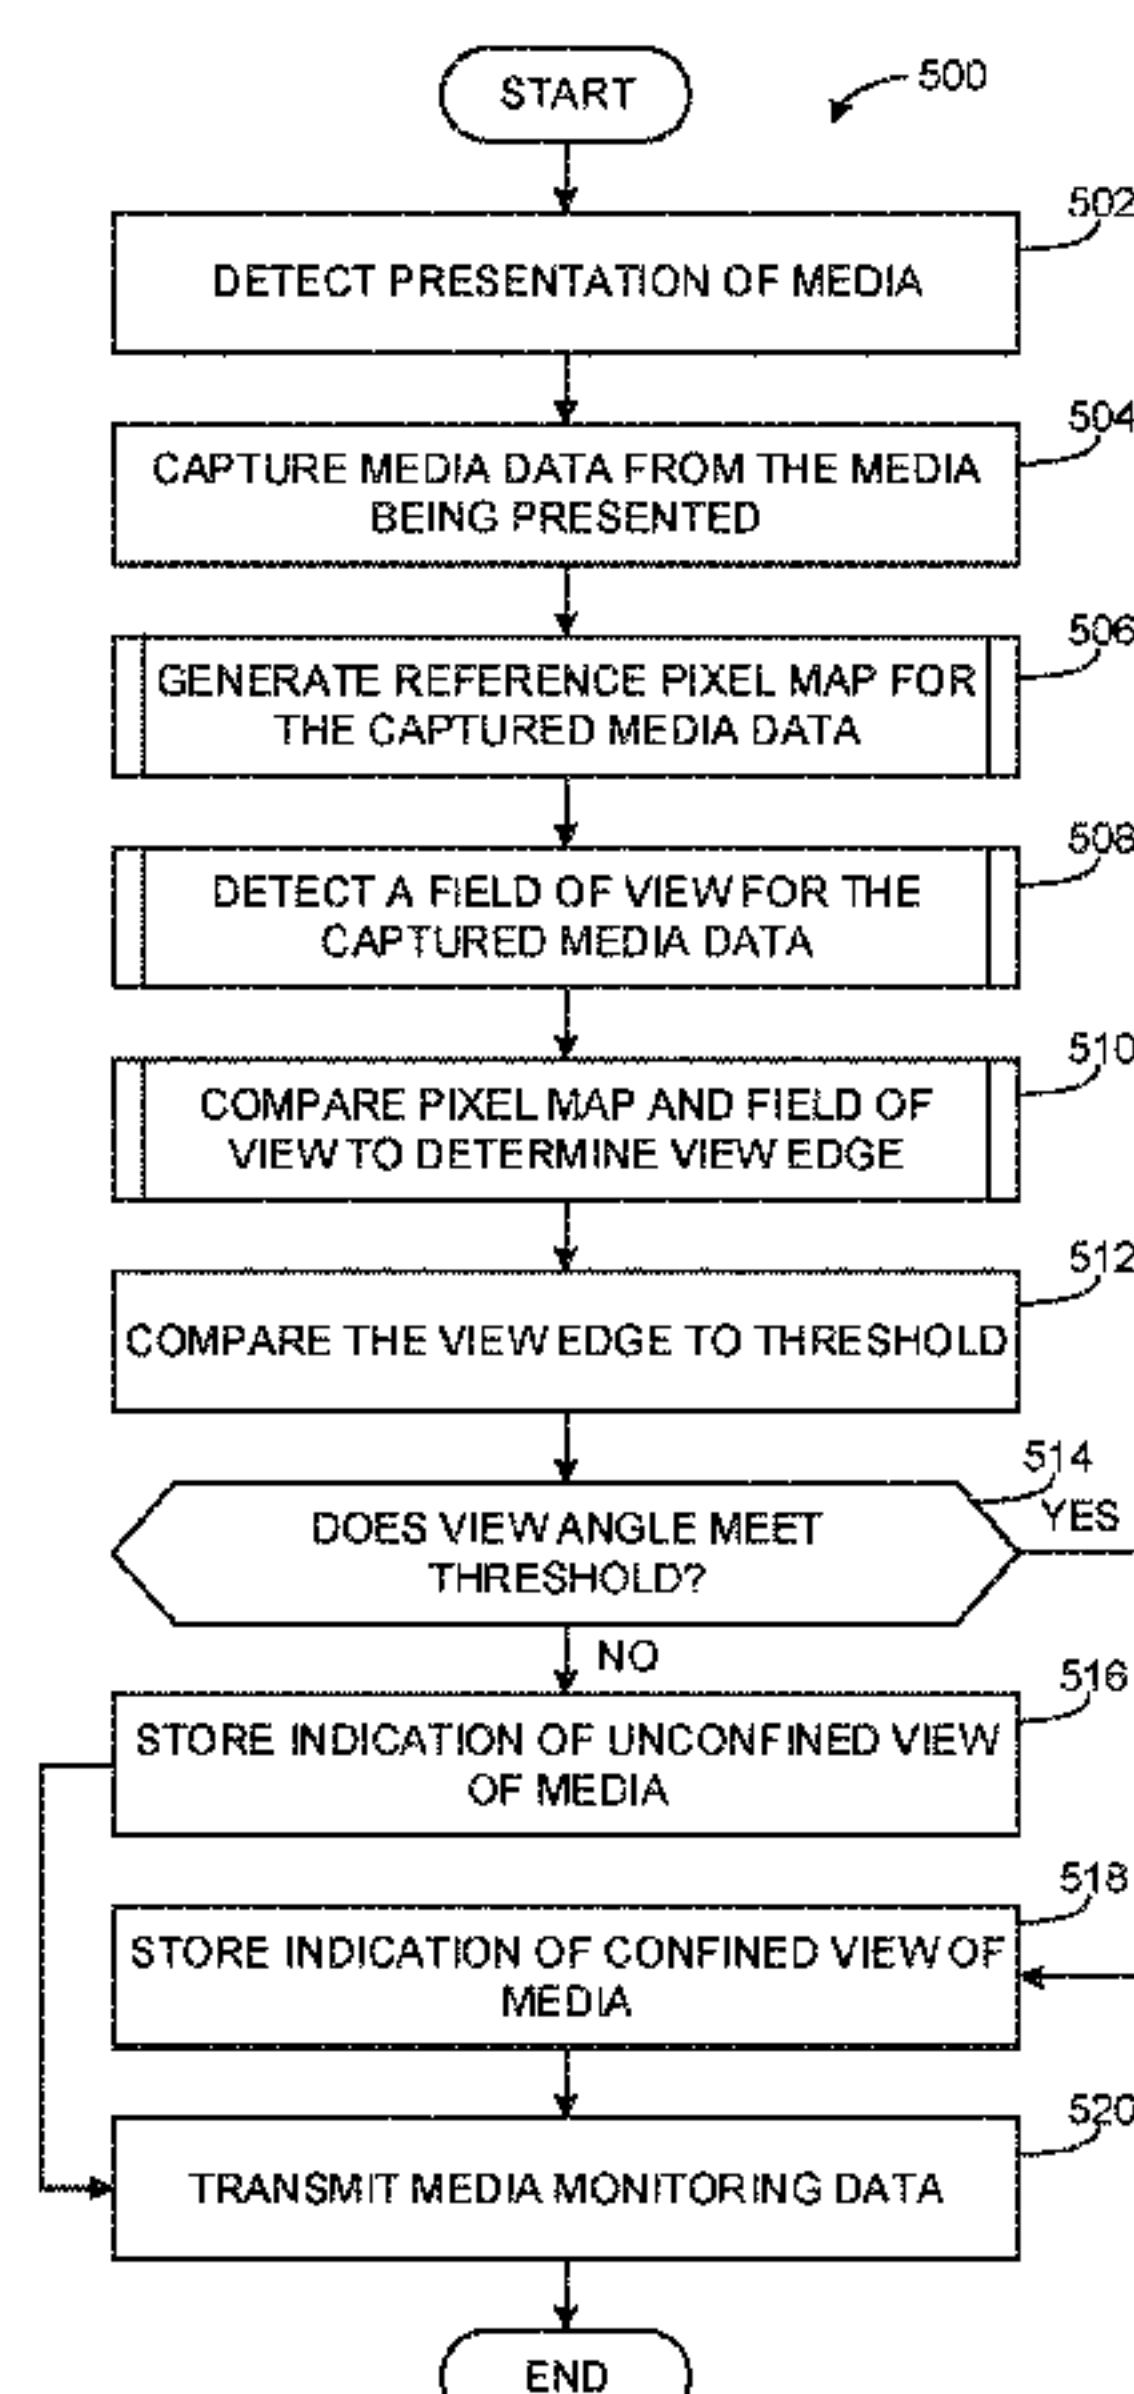 START
500
502
DETECT PRESENTATION OF MEDIA
504
CAPTURE MEDIA DATA FROM THE MEDIA
BEING PRESENTED
506
GENERATE REFERENCE PIXEL MAP FOR
THE CAPTURED MEDIA DATA
508
DETECT A FIELD OF VIEW FOR THE
CAPTURED MEDIA DATA
510
COMPARE PIXEL MAP AND FIELD OF
VIEW TO DETERMINE VIEW EDGE
512
COMPARE THE VIEW EDGE TO THRESHOLD
514
YES
DOES VIEW ANGLE MEET
THRESHOLD?
NO
516
STORE INDICATION OF UNCONFINED VIEW
OF MEDIA
518
STORE INDICATION OF CONFINED VIEW OF
MEDIA
520
TRANSMIT MEDIA MONITORING DATA
END